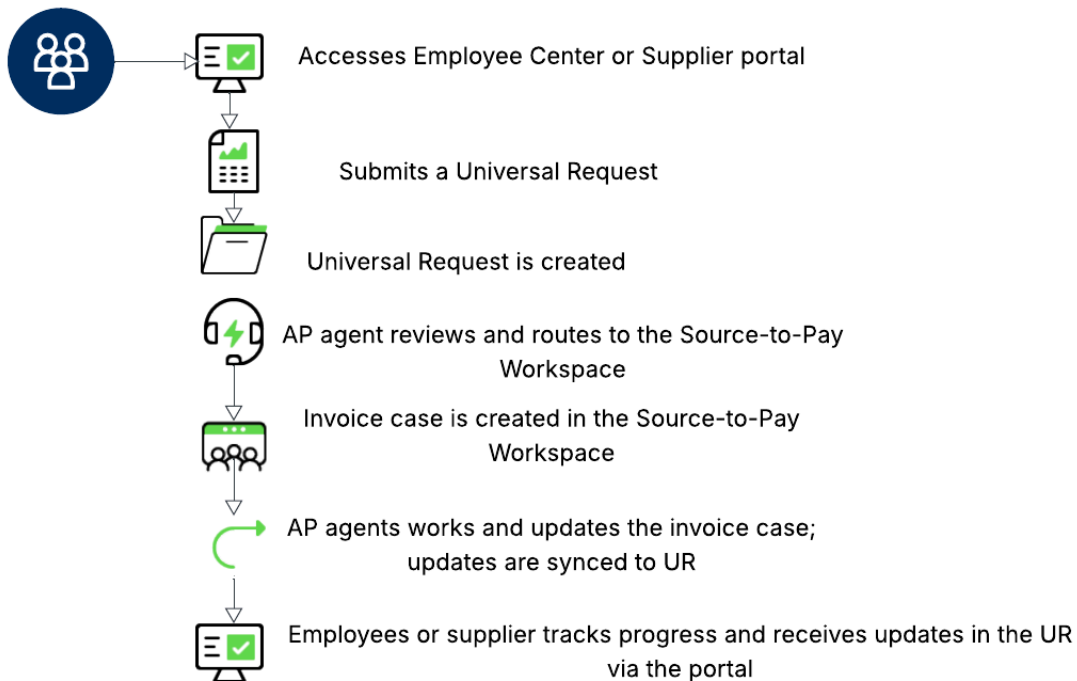 Accesses Employee Center or Supplier portal
Submits a Universal Request
Universal Request is created
AP agent reviews and routes to the Source-to-Pay
Workspace
Invoice case is created in the Source-to-Pay
Workspace
AP agents works and updates the invoice case;
updates are synced to UR
Employees or supplier tracks progress and receives updates in the UR
via the portal